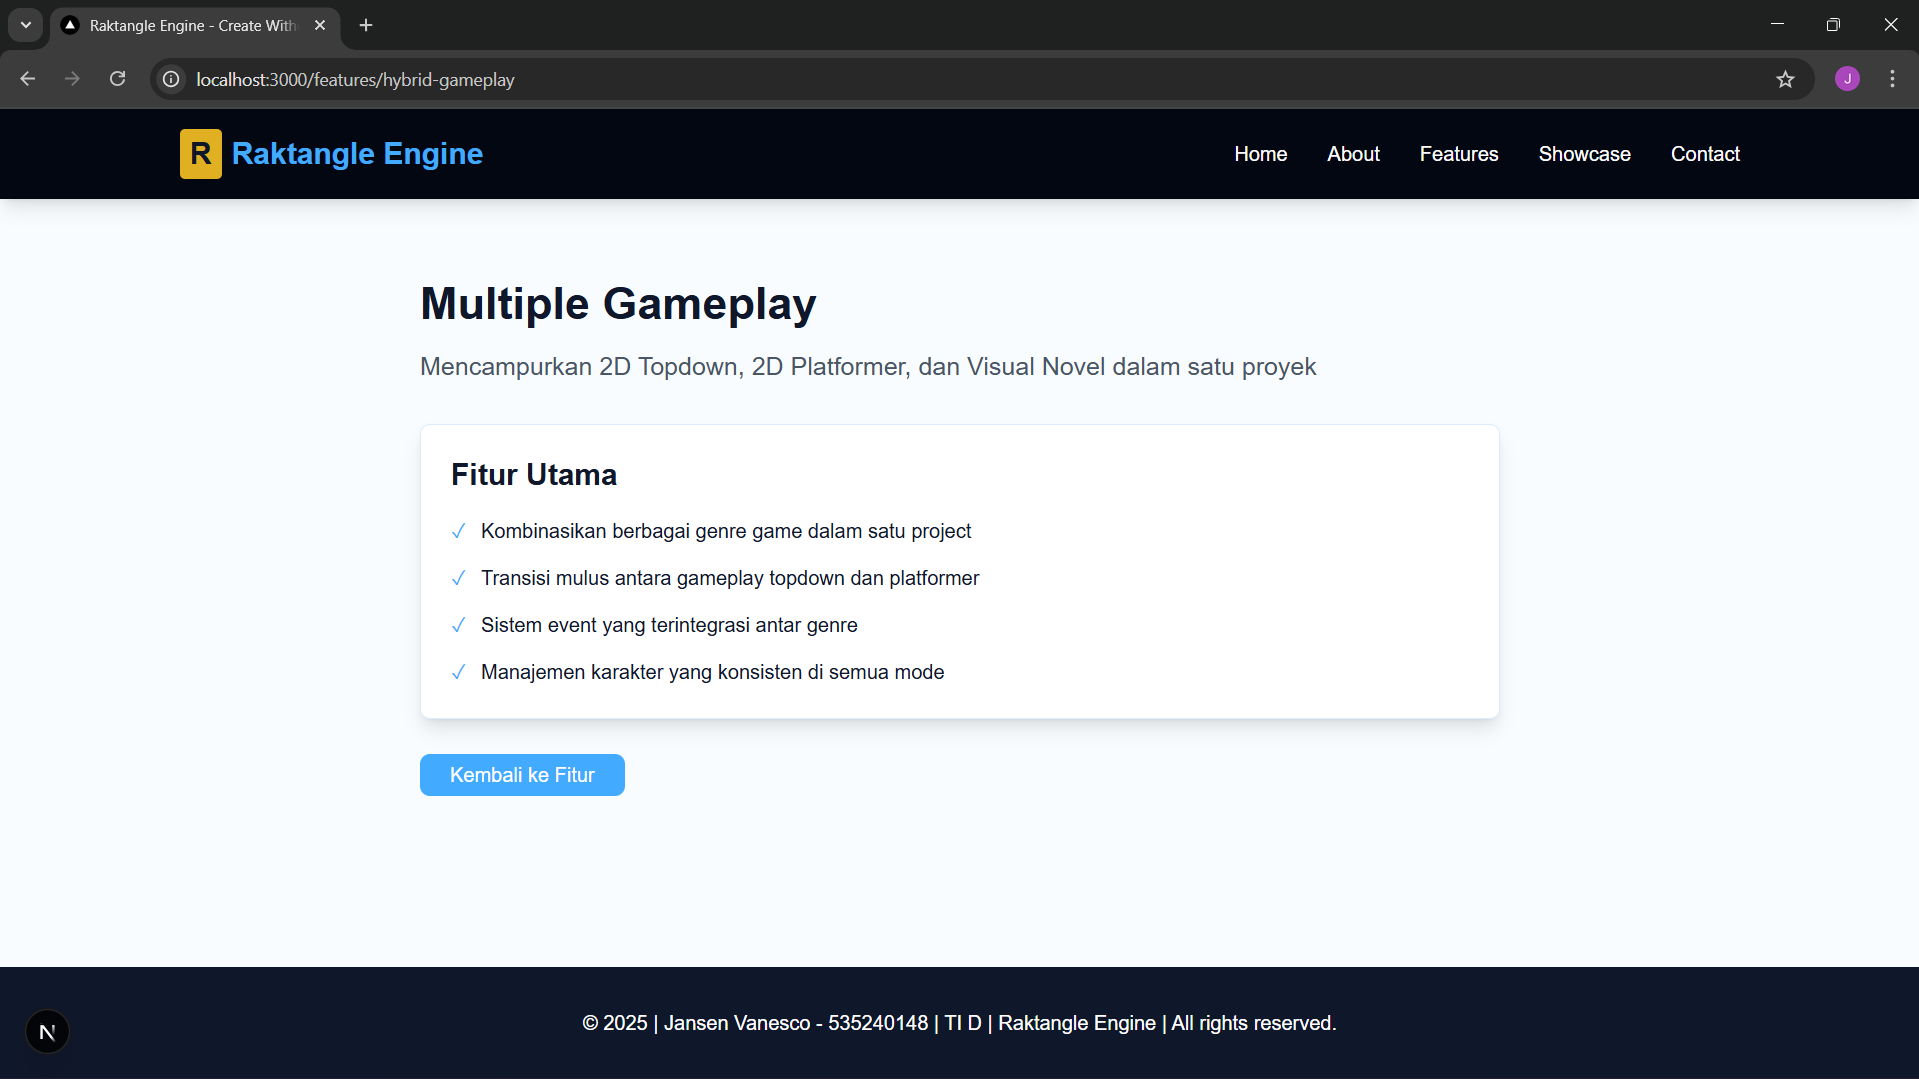 Raktangle Engine - Create With
localhost:3000/features/hybrid-gameplay
J
R Raktangle Engine
Home About Features Showcase Contact
Multiple Gameplay
Mencampurkan 2D Topdown, 2D Platformer, dan Visual Novel dalam satu proyek
Fitur Utama
✓ Kombinasikan berbagai genre game dalam satu project
✓ Transisi mulus antara gameplay topdown dan platformer
✓ Sistem event yang terintegrasi antar genre
✓ Manajemen karakter yang konsisten di semua mode
Kembali ke Fitur
N
© 2025 | Jansen Vanesco - 535240148 | TI D | Raktangle Engine | All rights reserved.